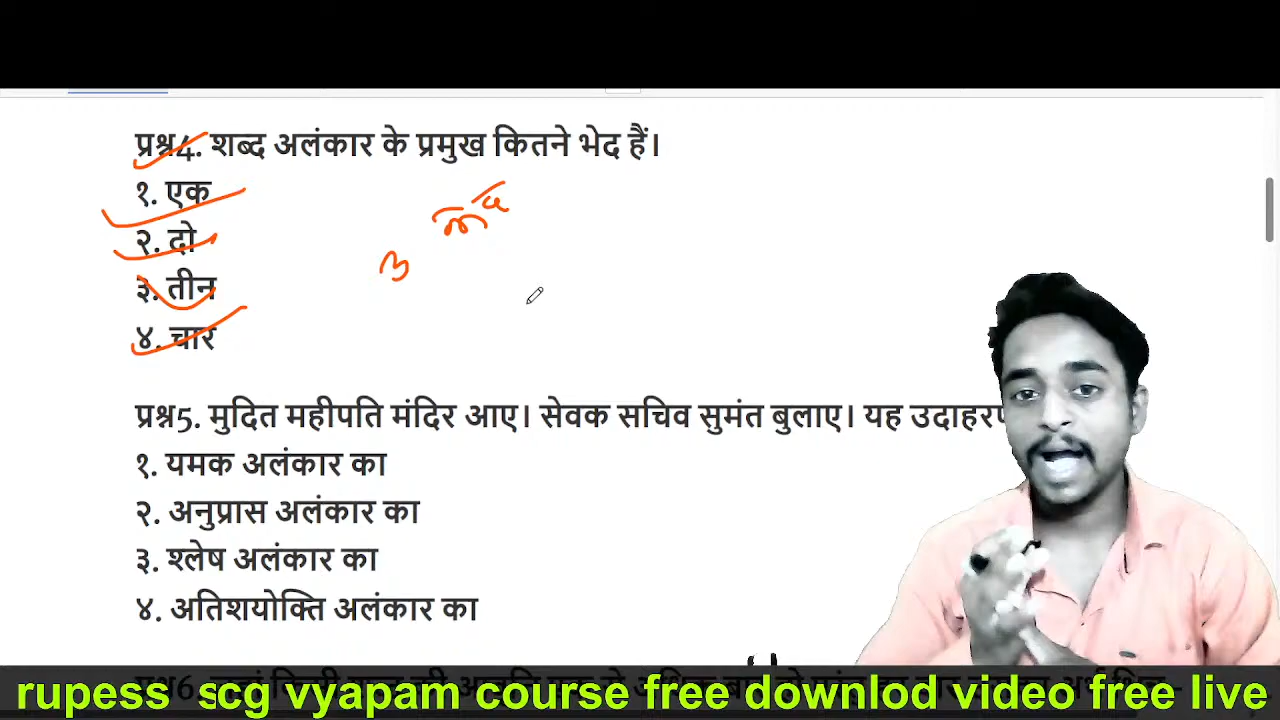 प्रश्न4. शब्द अलंकार के प्रमुख कितने भेद हैं।
१. एक
२. दो
३. तीन
४. चार
3
प्रश्न5. मुदित महीपति मंदिर आए। सेवक सचिव सुमंत बुलाए। यह उदाहरण
१. यमक अलंकार का
२. अनुप्रास अलंकार का
३. श्लेष अलंकार का
४. अतिशयोक्ति अलंकार का
rupess scg vyapam course free downlod video free live